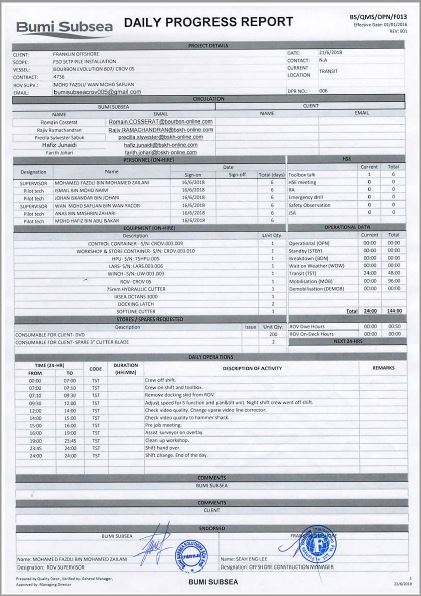 Bumi Subsea
DAILY PROGRESS REPORT
BS/QMS/OPN/F013
Effective Date: 01/01/2016
REV: 001
PROJECT DETAILS
CLIENT: FRANKLIN OFFSHORE DATE: 21/6/2018
SCOPE: FSO SETP PILE INSTALLATION CONTACT: N.A
VESSEL: BOURBON EVOLUTION 807/ CROV 05 CURRENT LOCATION TRANSIT
CONTRACT: 4736
ROV SUPV.: MOHD FAZDLI/ WAN MOHD SAFUAN
EMAIL: bumisubseacrov005@gmail.com DPR NO.: 006
CIRCULATION
BUMI SUBSEA CLIENT
NAME EMAIL NAME EMAIL
Romain Cosserat Romain.COSSERAT@bourbon-online.com
Rajiv Ramachandran Rajiv.RAMACHANDRAN@bskh-online.com
Precilla Sylvester Sabuk precilla.sylvester@bskh-online.com
Hafiz Junaidi hafiz.junaidi@bskh-online.com
Farith Johari farith.johari@bskh-online.com
PERSONNEL (ON-HIRE) HSE
Designation Name Date Sign-on Sign-off Total (days) Current Total
SUPERVISOR MOHAMED FAZDLI BIN MOHAMED ZAILANI 16/6/2018 6 Toolbox talk 1 6
Pilot tech ISMAIL BIN MOHD RAHIM 16/6/2018 6 HSE meeting 0 0
Pilot tech JOHAN ISKANDAR BIN JOHARI 16/6/2018 6 RA 0 0
SUPERVISOR WAN MOHD SAFUAN BIN WAN YACOB 16/6/2018 6 Emergency Drills 0 0
Pilot tech ANAS BIN MASHRIN ZAHARI 16/6/2018 6 Safety Observation 0 0
Pilot tech MOHD HAFIZ BIN ABU BAKAR 16/6/2018 6 JSA 0 0
EQUIPMENT (ON-HIRE) OPERATIONAL DATA
Description Unit Qty. Current Total
CONTROL CONTAINER - S/N: CROV.003.009 1 Operational (OPN) 00:00 00:00
WORKSHOP & STORE CONTAINER - S/N: CROV.003.010 1 Standby (STBY) 00:00 00:00
HPU- S/N: 75HPU.005 1 Breakdown (BDN) 00:00 00:00
LARS- S/N: LARS.003.006 1 Wait on Weather (WOW) 00:00 00:00
WINCH- S/N: UW.003.003 1 Transit (TST) 24:00 48:00
ROV- CROV 05 1 Mobilisation (MOB) 00:00 96:00
75mm HYDRAULIC CUTTER 1 Demobilisation (DEMOB) 00:00 00:00
IXSEA OCTANS 3000 1
DOCKING LATCH 2
SOFTLINE CUTTER 1 Total 24:00 144:00
STORES / SPARES REQUESTED
Description Issue Unit Qty. ROV Dive Hours 00:00 00:50
CONSUMABLE FOR CLIENT- DVD 200 ROV On-Deck Hours 00:00 00:00
CONSUMABLE FOR CLIENT- SPARE 3" CUTTER BLADE 2 NEXT 24-HRS
DAILY OPERATIONS
TIME (24-HR) CODE DURATION (HH:MM) DESCRIPTION OF ACTIVITY REMARKS
FROM TO
00:00 07:00 TST Crew off shift.
07:00 07:10 TST Crew on shift and toolbox.
07:10 09:30 TST Remove docking skid from ROV.
09:30 12:00 TST Adjust speed for 5 function and pan&tilt unit. Night shift crew went off shift.
12:00 14:00 TST Check video quality. Change sparse video line corrector.
14:00 15:00 TST Check video quality to hammer shack.
15:00 16:00 TST Pre job meeting.
16:00 19:00 TST Assist surveyor on overlay.
19:00 23:45 TST Clean up workshop.
23:45 24:00 TST Shift hand over.
24:00 24:00 TST Shift change. End of the day.
COMMENTS
BUMI SUBSEA
COMMENTS
CLIENT
ENDORSED
BUMI SUBSEA
Name: MOHAMED FAZDLI BIN MOHAMED ZAILANI Name: SEAH ENG LEE
Designation: ROV SUPERVISOR Designation: OFFSHORE CONSTRUCTION MANAGER
Prepared by Quality Dept., Verified by: General Manager,
Approved by: Managing Director
BUMI SUBSEA
1
21/6/2018